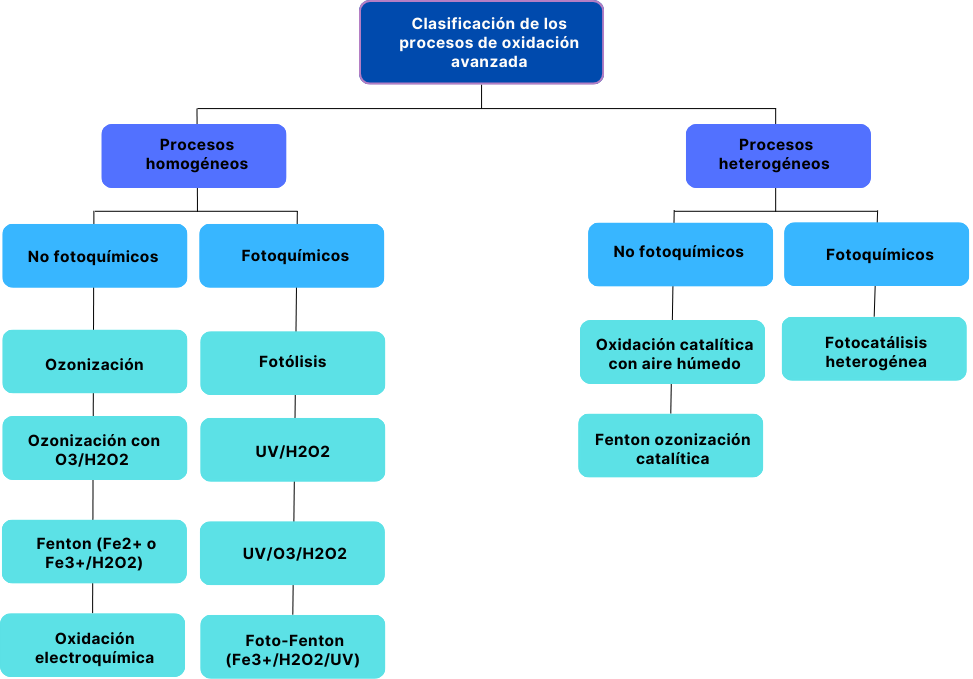 Clasificación de los
procesos de oxidación
avanzada
Procesos
homogéneos
Procesos
heterogéneos
No fotoquímicos
Fotoquímicos
No fotoquímicos
Fotoquímicos
Ozonización
Fotólisis
Oxidación catalítica
con aire húmedo
Fotocatálisis
heterogénea
Ozonización con
O3/H2O2
UV/H2O2
Fenton ozonización
catalítica
Fenton (Fe2+ o
Fe3+/H2O2)
UV/O3/H2O2
Oxidación
electroquímica
Foto-Fenton
(Fe3+/H2O2/UV)